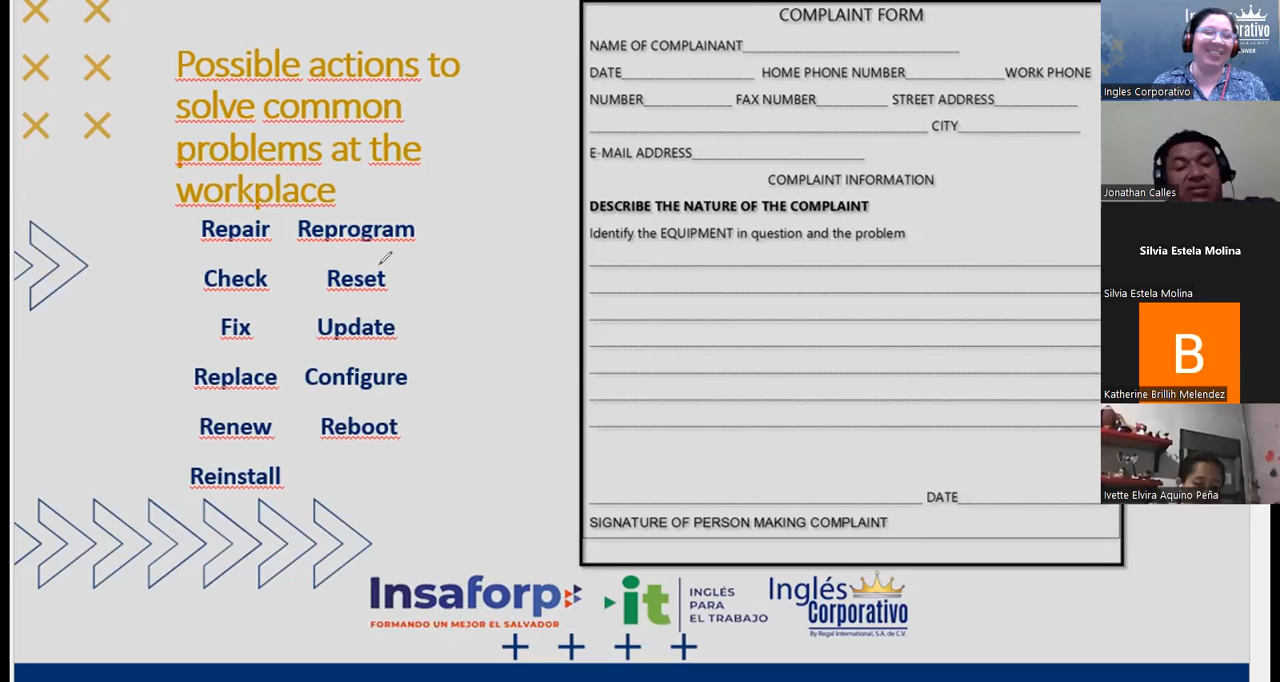 Possible actions to
solve common
problems at the
workplace
Repair Reprogram
Check Reset
Fix Update
Replace Configure
Renew Reboot
Reinstall
COMPLAINT FORM
NAME OF COMPLAINANT
DATE HOME PHONE NUMBER WORK PHONE
NUMBER FAX NUMBER STREET ADDRESS
CITY
E-MAIL ADDRESS
COMPLAINT INFORMATION
DESCRIBE THE NATURE OF THE COMPLAINT
Identify the EQUIPMENT in question and the problem
DATE
SIGNATURE OF PERSON MAKING COMPLAINT
Insaforp
FORMANDO UN MEJOR EL SALVADOR
it
INGLÉS
PARA
EL TRABAJO
Inglés
Corporativo
By Regal International, S.A. de C.V.
Ingles Corporativo
Jonathan Calles
Silvia Estela Molina
Silvia Estela Molina
B
Katherine Brillih Melendez
Ivette Elvira Aquino Peña